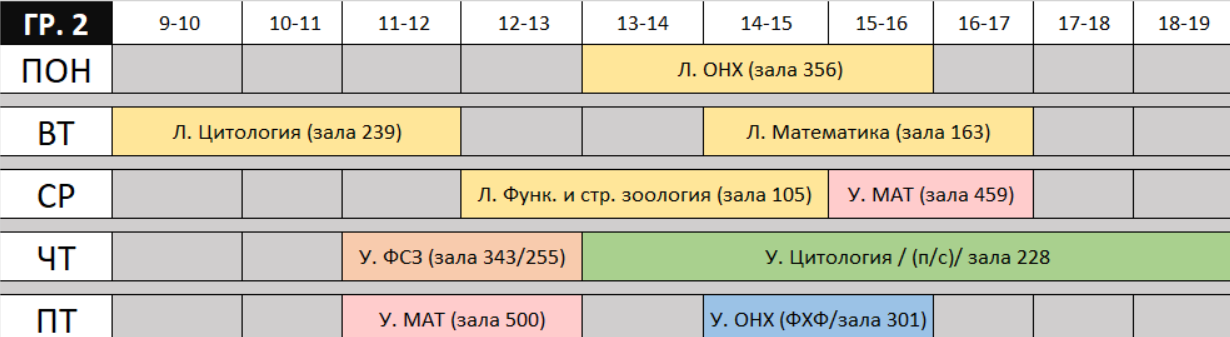 ГР. 2 9-10 10-11 11-12 12-13 13-14 14-15 15-16 16-17 17-18 18-19
ПОН Л. ОНХ (зала 356)
ВТ Л. Цитология (зала 239) Л. Математика (зала 163)
СР Л. Функ. и стр. зоология (зала 105) У. МАТ (зала 459)
ЧТ У. ФСЗ (зала 343/255) У. Цитология / (п/с)/ зала 228
ПТ У. МАТ (зала 500) У. ОНХ (ФХФ/зала 301)